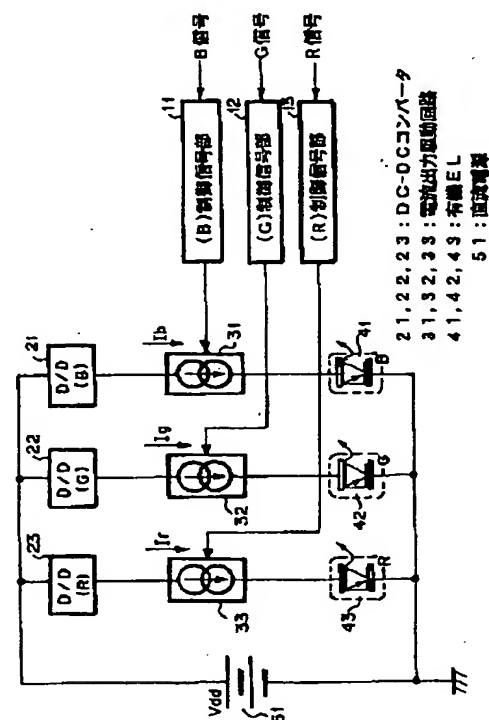 B信号
G信号
R信号
11
(B)制御信号部
12
(G)制御信号部
13
(R)制御信号部
21
D/D
(B)
22
D/D
(G)
23
D/D
(R)
Ib
31
Ig
32
Ir
33
41
B
42
G
43
R
Vdd
51
21,22,23:DC-DCコンバータ
31,32,33:電流出力駆動回路
41,42,43:有機EL
51:直流電源